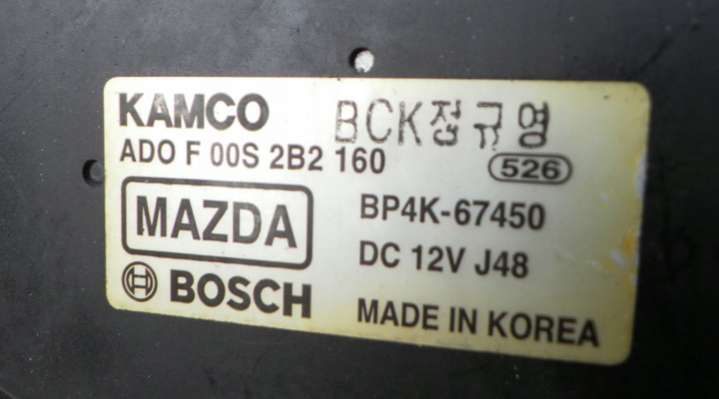 KAMCO BCK정규영
ADO F 00S 2B2 160 526
MAZDA BP4K-67450
DC 12V J48
BOSCH MADE IN KOREA